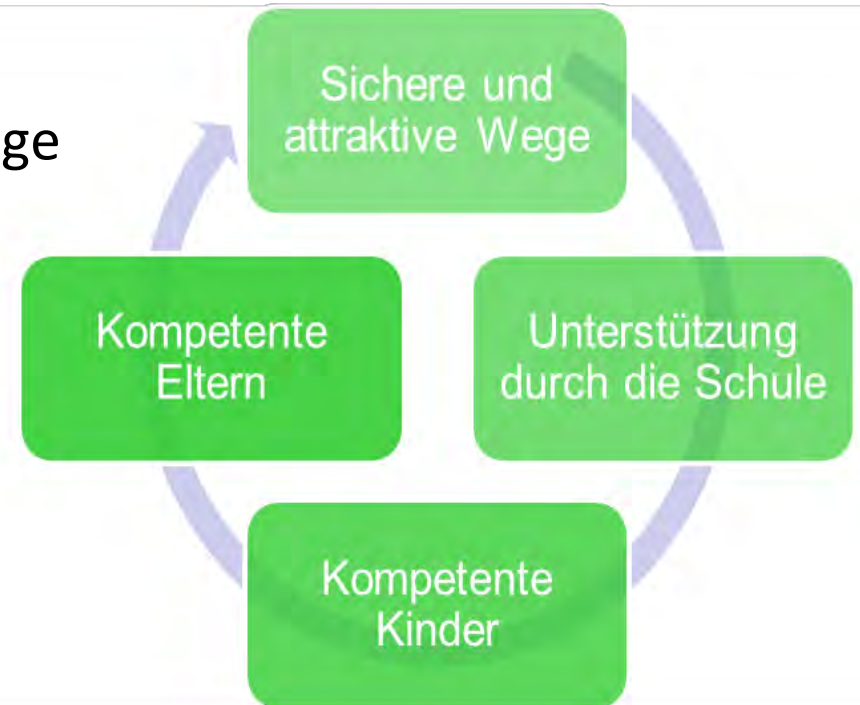 ge
Sichere und
attraktive Wege
Unterstützung
durch die Schule
Kompetente
Kinder
Kompetente
Eltern